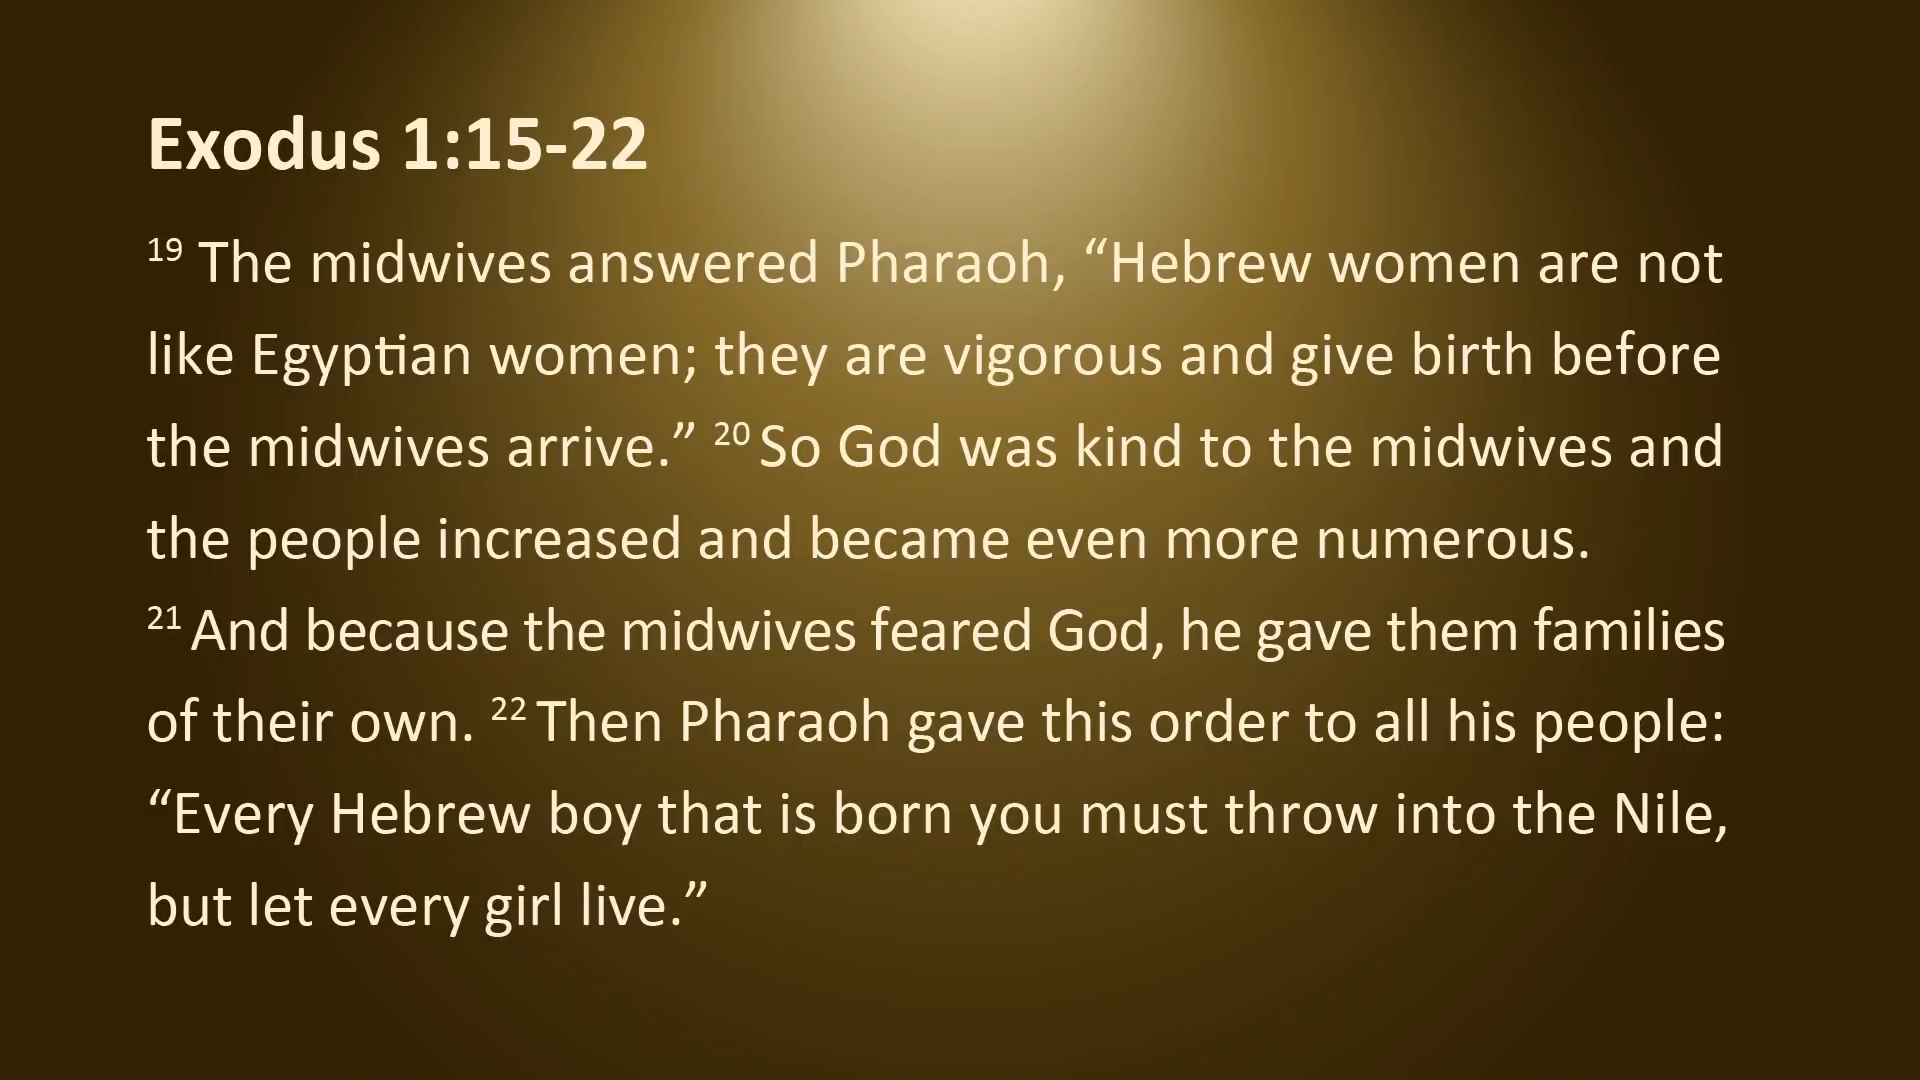 Exodus 1:15-22
19 The midwives answered Pharaoh, “Hebrew women are not
like Egyptian women; they are vigorous and give birth before
the midwives arrive.” 20 So God was kind to the midwives and
the people increased and became even more numerous.
21 And because the midwives feared God, he gave them families
of their own. 22 Then Pharaoh gave this order to all his people:
“Every Hebrew boy that is born you must throw into the Nile,
but let every girl live.”